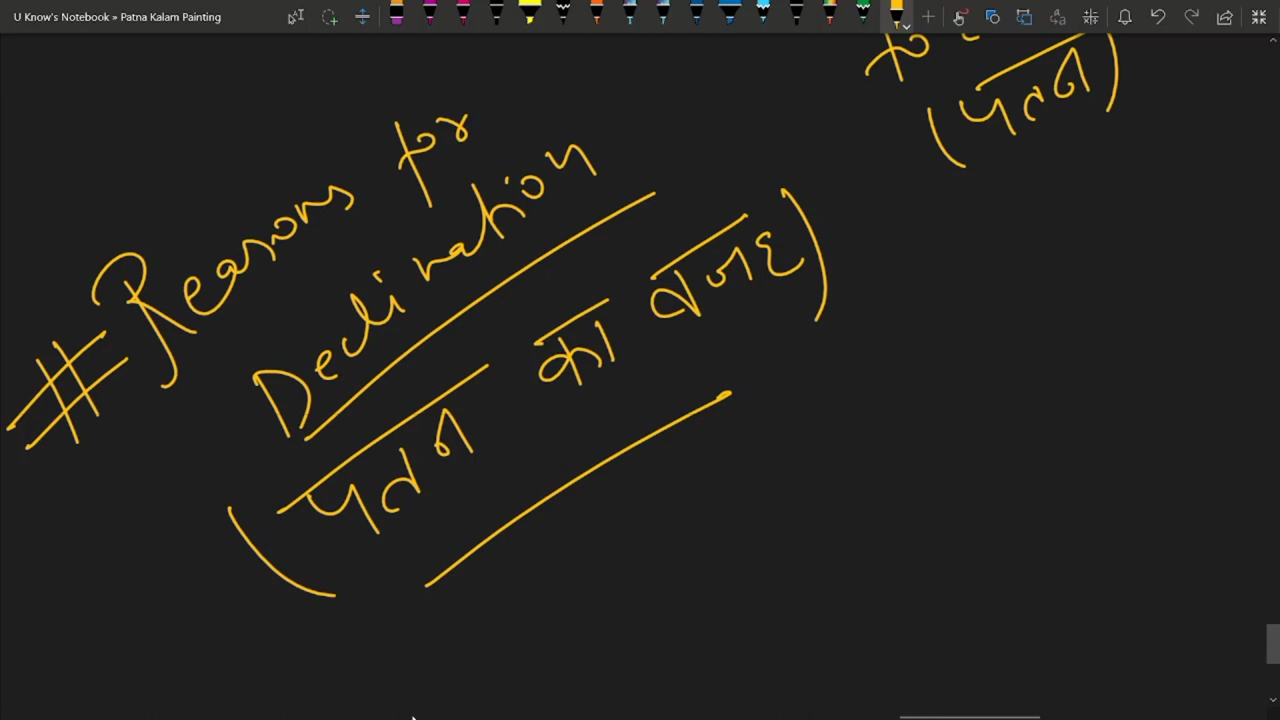 U Know's Notebook » Patna Kalam Painting
(पतन)
# Reasons for
Declination
(पतन का वजह)